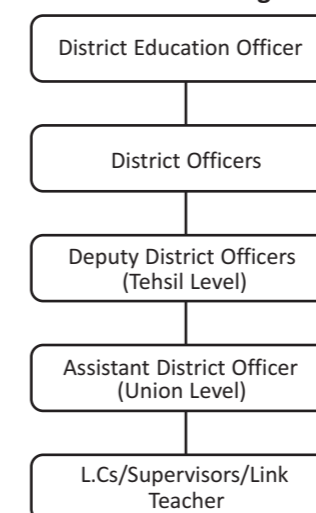 District Education Officer
District Officers
Deputy District Officers
(Tehsil Level)
Assistant District Officer
(Union Level)
L.Cs/Supervisors/Link
Teacher